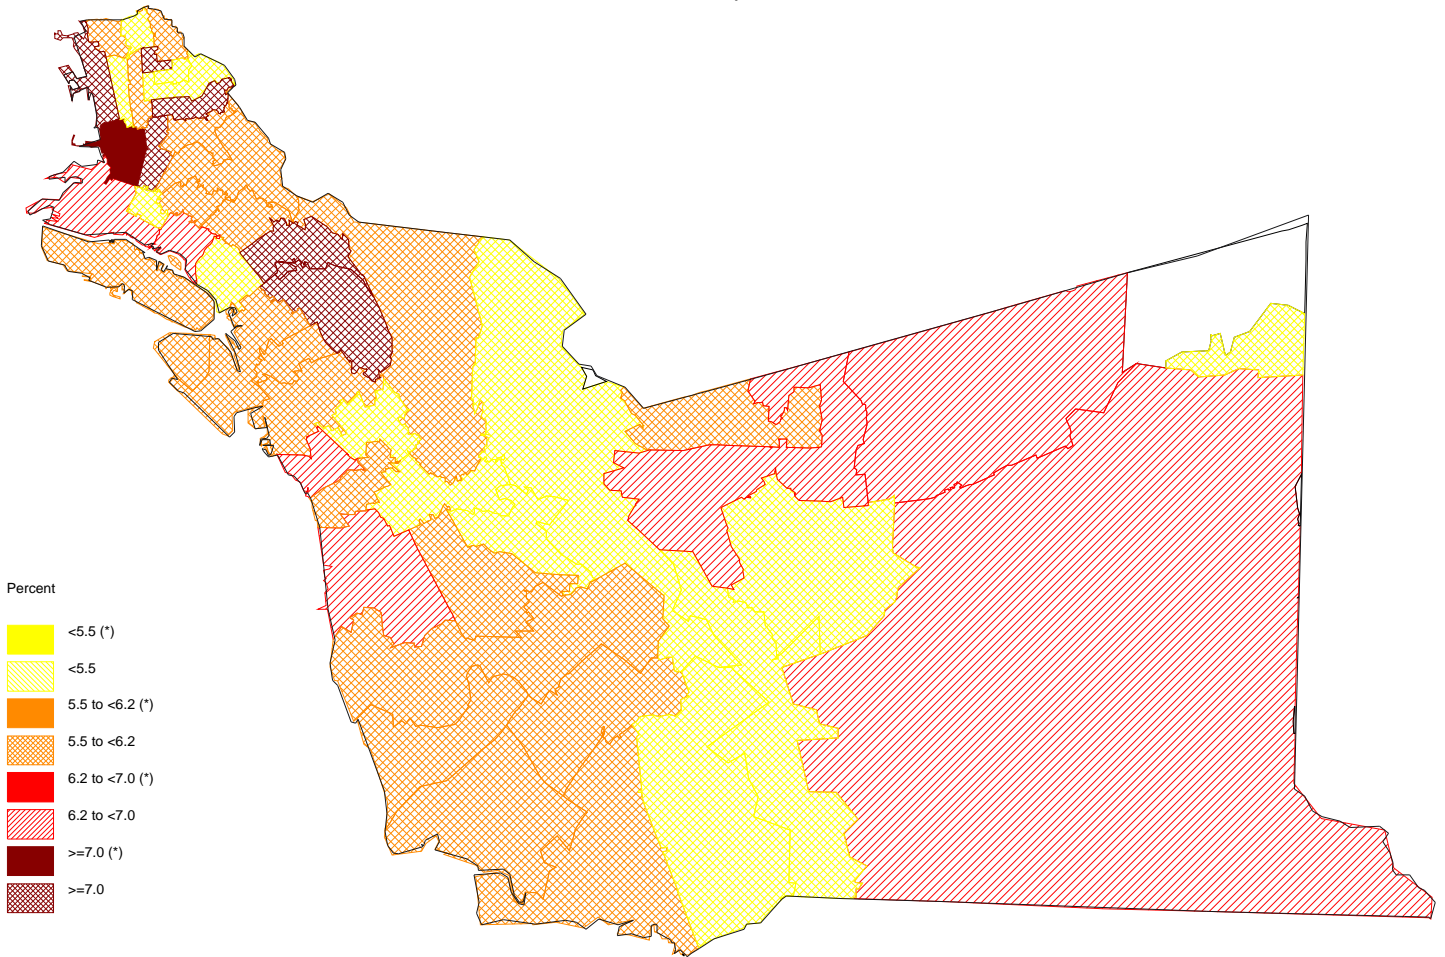 Percent
<5.5 (*)
<5.5
5.5 to <6.2 (*)
5.5 to <6.2
6.2 to <7.0 (*)
6.2 to <7.0
>=7.0 (*)
>=7.0